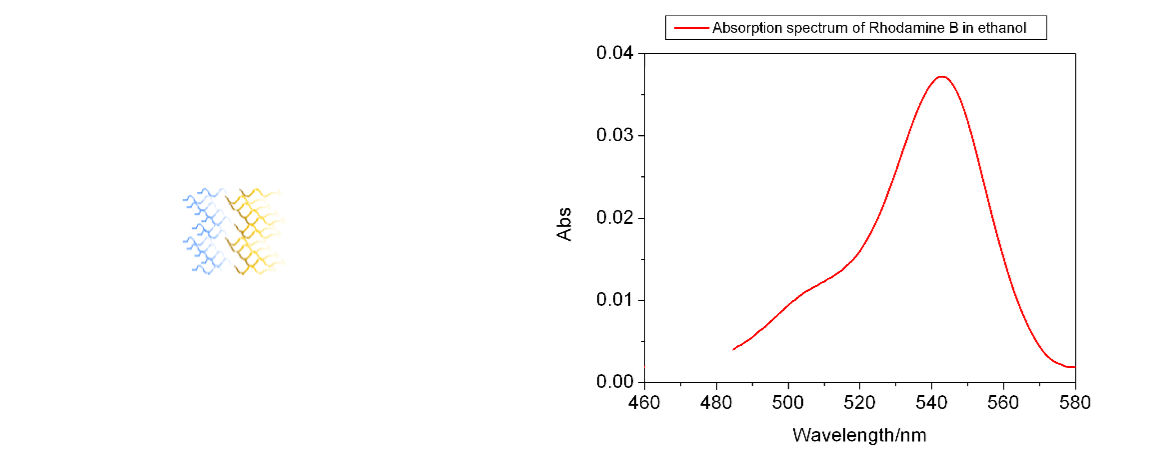 Absorption spectrum of Rhodamine B in ethanol
0.04
0.03
0.02
0.01
0.00
Abs
460 480 500 520 540 560 580
Wavelength/nm